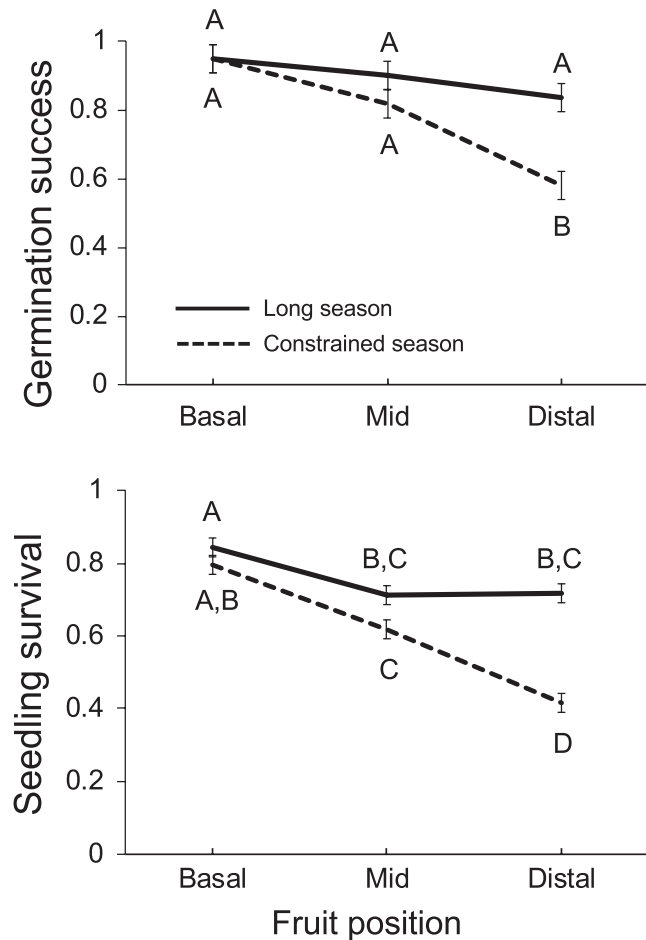 A
A
A
1
0.8
0.6
0.4
0.2
0
A
A
B
Germination success
Long season
Constrained season
Basal
Mid
Distal
1
0.8
0.6
0.4
0.2
0
A
B,C
B,C
A,B
C
D
Seedling survival
Basal
Mid
Distal
Fruit position